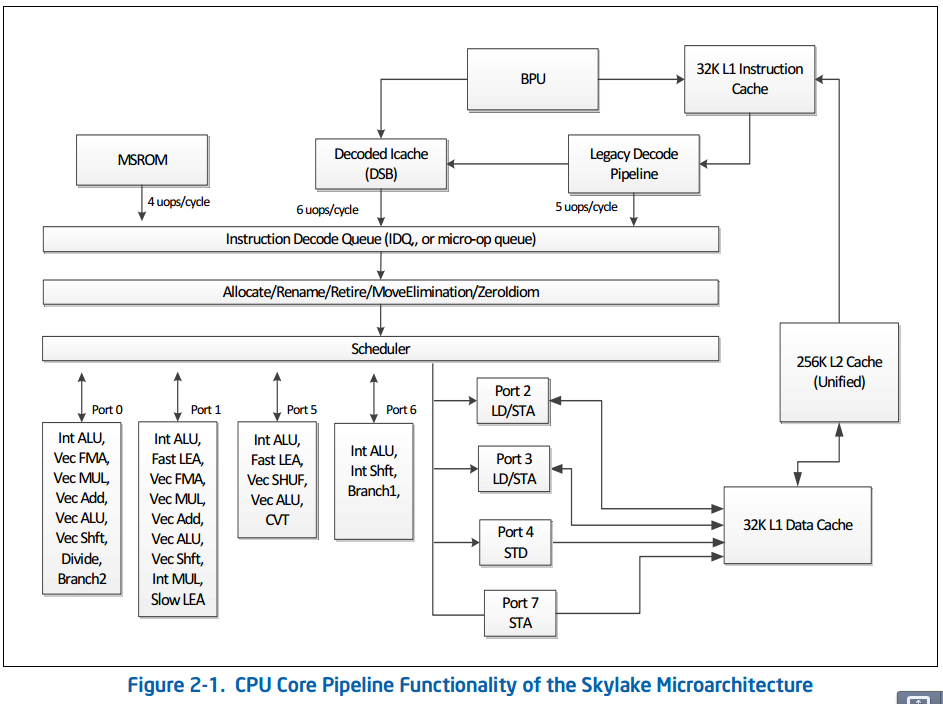 BPU
32K L1 Instruction
Cache
MSROM
Decoded Icache
(DSB)
Legacy Decode
Pipeline
4 uops/cycle
6 uops/cycle
5 uops/cycle
Instruction Decode Queue (IDQ,, or micro-op queue)
Allocate/Rename/Retire/MoveElimination/ZeroIdiom
Scheduler
256K L2 Cache
(Unified)
Port 0
Int ALU,
Vec FMA,
Vec MUL,
Vec Add,
Vec ALU,
Vec Shft,
Divide,
Branch2
Port 1
Int ALU,
Fast LEA,
Vec FMA,
Vec MUL,
Vec Add,
Vec ALU,
Vec Shft,
Int MUL,
Slow LEA
Port 5
Int ALU,
Fast LEA,
Vec SHUF,
Vec ALU,
CVT
Port 6
Int ALU,
Int Shft,
Branch1,
Port 2
LD/STA
Port 3
LD/STA
Port 4
STD
Port 7
STA
32K L1 Data Cache
Figure 2-1. CPU Core Pipeline Functionality of the Skylake Microarchitecture